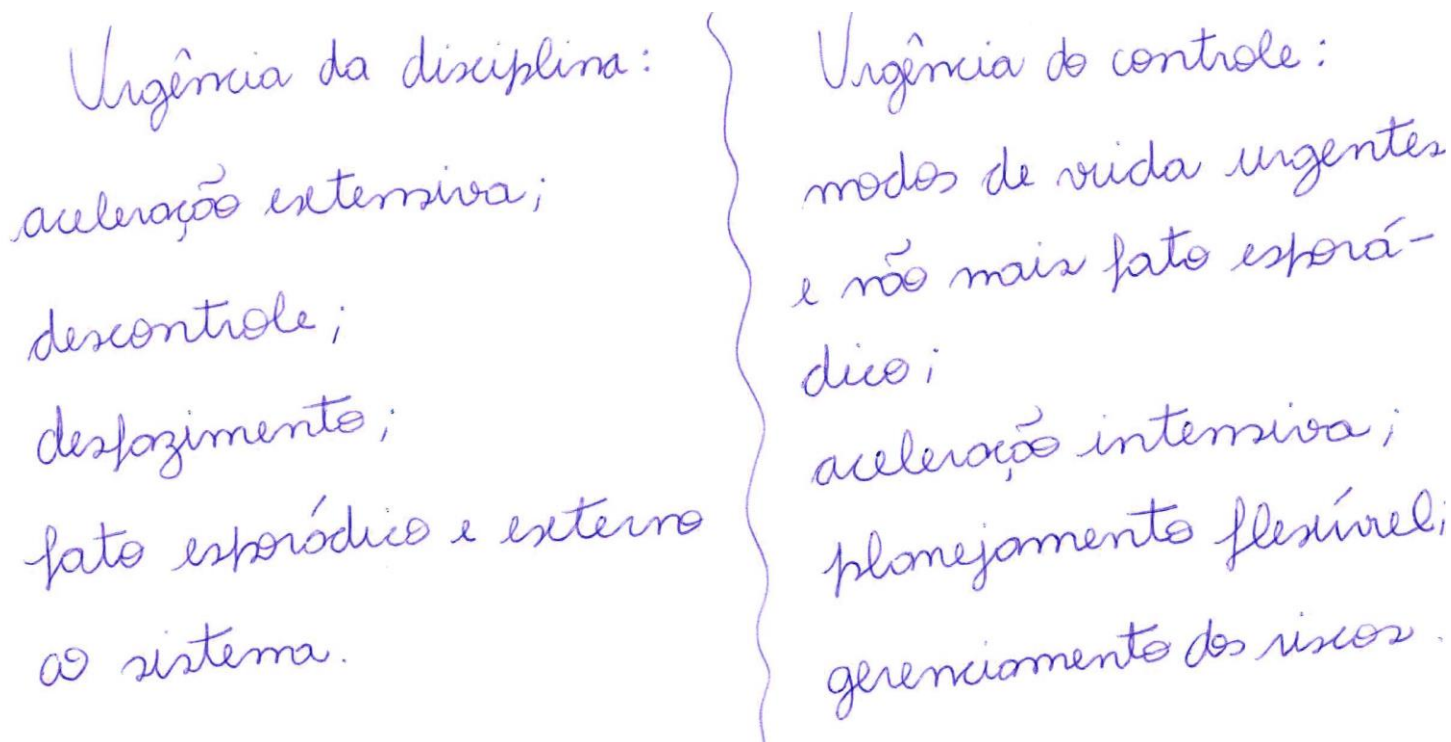 Urgência da disciplina:
aceleração extensiva;
descontrole;
desfazimento;
fato esporádico e externo
ao sistema.
Urgência do controle:
modos de vida urgentes
e não mais fato esporá-
dico;
aceleração intensiva;
planejamento flexível;
gerenciamento dos riscos.